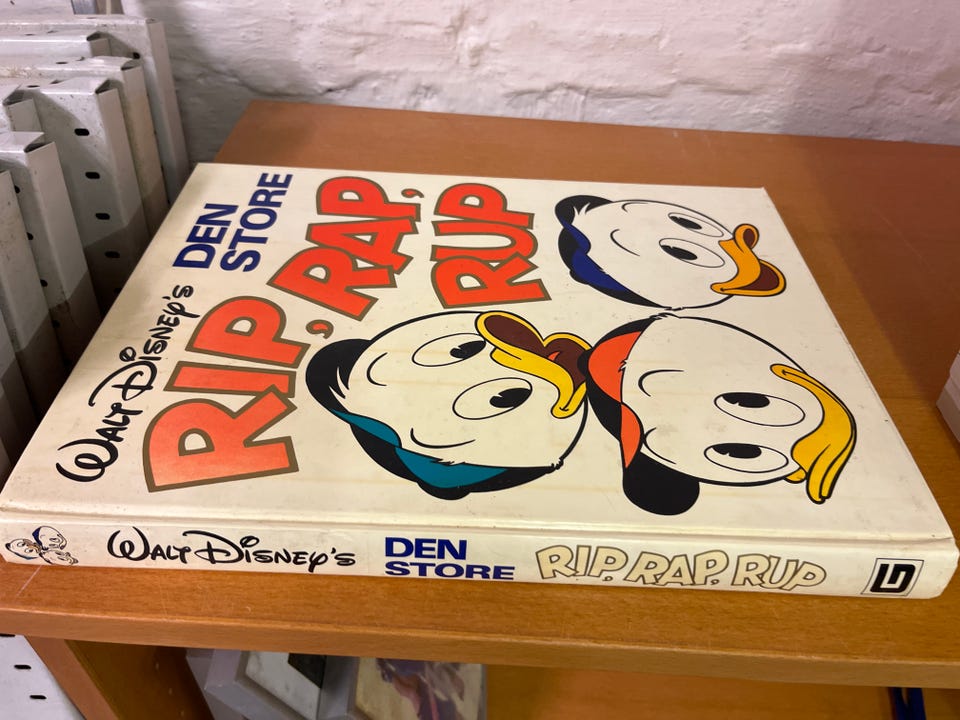 WALT DISNEY'S
DEN
STORE
RIP,
RAP,
RUP
WALT DISNEY'S
DEN
STORE
RIP, RAP, RUP